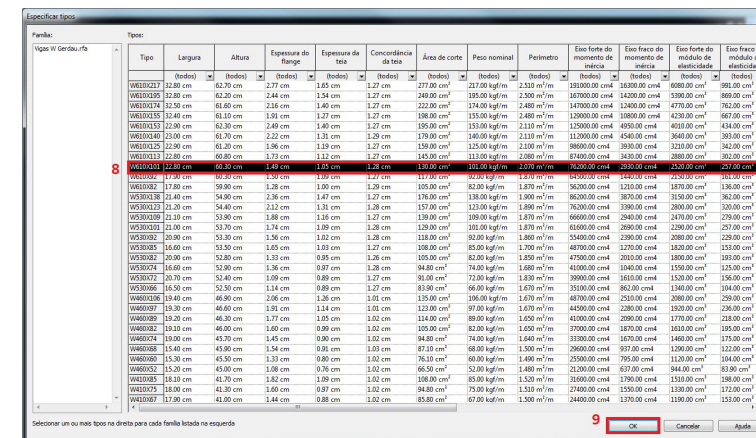 Especificar tipos
Família: Tipos:
Vigas W Gerdau.rfa
Tipo Largura Altura Espessura do flange Espessura da teia Concordância da teia Área de corte Peso nominal Perímetro Eixo forte do momento de inércia Eixo fraco do momento de inércia Eixo forte do módulo de elasticidade Eixo fraco módulo elasticida
(todos) (todos) (todos) (todos) (todos) (todos) (todos) (todos) (todos) (todos) (todos) (todos)
W610X217 32.80 cm 62.70 cm 2.77 cm 1.65 cm 1.27 cm 277.00 cm² 217.00 kgf/m 2.510 m²/m 191000.00 cm4 16300.00 cm4 6080.00 cm³ 991.00 cm³
W610X195 32.80 cm 62.20 cm 2.44 cm 1.54 cm 1.27 cm 249.00 cm² 195.00 kgf/m 2.500 m²/m 167000.00 cm4 14200.00 cm4 5390.00 cm³ 869.00 cm³
W610X174 32.50 cm 61.60 cm 2.16 cm 1.40 cm 1.27 cm 222.00 cm² 174.00 kgf/m 2.480 m²/m 147000.00 cm4 12400.00 cm4 4770.00 cm³ 762.00 cm³
W610X155 32.40 cm 61.10 cm 1.91 cm 1.27 cm 1.27 cm 198.00 cm² 155.00 kgf/m 2.480 m²/m 129000.00 cm4 10800.00 cm4 4230.00 cm³ 667.00 cm³
W610X153 22.90 cm 62.30 cm 2.49 cm 1.40 cm 1.27 cm 195.00 cm² 153.00 kgf/m 2.110 m²/m 125000.00 cm4 4950.00 cm4 4010.00 cm³ 434.00 cm³
W610X140 23.00 cm 61.70 cm 2.22 cm 1.31 cm 1.29 cm 179.00 cm² 140.00 kgf/m 2.110 m²/m 112000.00 cm4 4540.00 cm4 3640.00 cm³ 393.00 cm³
W610X125 22.90 cm 61.20 cm 1.96 cm 1.19 cm 1.27 cm 159.00 cm² 125.00 kgf/m 2.100 m²/m 98600.00 cm4 3930.00 cm4 3210.00 cm³ 342.00 cm³
W610X113 22.80 cm 60.80 cm 1.73 cm 1.12 cm 1.27 cm 145.00 cm² 113.00 kgf/m 2.080 m²/m 87400.00 cm4 3430.00 cm4 2880.00 cm³ 302.00 cm³
8 W610X101 22.80 cm 60.30 cm 1.49 cm 1.05 cm 1.28 cm 130.00 cm² 101.00 kgf/m 2.070 m²/m 76200.00 cm4 2930.00 cm4 2520.00 cm³ 257.00 cm³
W610X92 17.90 cm 60.30 cm 1.50 cm 1.09 cm 1.27 cm 117.00 cm² 92.00 kgf/m 1.870 m²/m 64500.00 cm4 1440.00 cm4 2150.00 cm³ 161.00 cm³
W610X82 17.80 cm 59.90 cm 1.28 cm 1.00 cm 1.29 cm 105.00 cm² 82.00 kgf/m 1.870 m²/m 56200.00 cm4 1210.00 cm4 1870.00 cm³ 136.00 cm³
W530X138 21.40 cm 54.90 cm 2.36 cm 1.47 cm 1.27 cm 176.00 cm² 138.00 kgf/m 1.900 m²/m 86200.00 cm4 3870.00 cm4 3150.00 cm³ 362.00 cm³
W530X123 21.20 cm 54.40 cm 2.12 cm 1.31 cm 1.28 cm 157.00 cm² 123.00 kgf/m 1.890 m²/m 76200.00 cm4 3390.00 cm4 2800.00 cm³ 320.00 cm³
W530X109 21.10 cm 53.90 cm 1.88 cm 1.16 cm 1.27 cm 139.00 cm² 109.00 kgf/m 1.870 m²/m 66600.00 cm4 2940.00 cm4 2470.00 cm³ 279.00 cm³
W530X101 21.00 cm 53.70 cm 1.74 cm 1.09 cm 1.28 cm 129.00 cm² 101.00 kgf/m 1.870 m²/m 61600.00 cm4 2690.00 cm4 2290.00 cm³ 257.00 cm³
W530X92 20.90 cm 53.30 cm 1.56 cm 1.02 cm 1.28 cm 118.00 cm² 92.00 kgf/m 1.860 m²/m 55400.00 cm4 2390.00 cm4 2080.00 cm³ 229.00 cm³
W530X85 16.60 cm 53.50 cm 1.65 cm 1.03 cm 1.27 cm 108.00 cm² 85.00 kgf/m 1.700 m²/m 48700.00 cm4 1270.00 cm4 1820.00 cm³ 153.00 cm³
W530X82 20.90 cm 52.80 cm 1.33 cm 0.95 cm 1.26 cm 105.00 cm² 82.00 kgf/m 1.850 m²/m 47500.00 cm4 2010.00 cm4 1800.00 cm³ 193.00 cm³
W530X74 16.60 cm 52.90 cm 1.36 cm 0.97 cm 1.28 cm 94.80 cm² 74.00 kgf/m 1.680 m²/m 41000.00 cm4 1040.00 cm4 1550.00 cm³ 125.00 cm³
W530X72 20.70 cm 52.40 cm 1.09 cm 0.89 cm 1.27 cm 91.00 cm² 72.00 kgf/m 1.830 m²/m 39900.00 cm4 1610.00 cm4 1520.00 cm³ 156.00 cm³
W530X66 16.50 cm 52.50 cm 1.14 cm 0.89 cm 1.27 cm 83.90 cm² 66.00 kgf/m 1.670 m²/m 35100.00 cm4 862.00 cm4 1340.00 cm³ 104.00 cm³
W460X106 19.40 cm 46.90 cm 2.06 cm 1.26 cm 1.01 cm 135.00 cm² 106.00 kgf/m 1.670 m²/m 48700.00 cm4 2510.00 cm4 2080.00 cm³ 259.00 cm³
W460X97 19.30 cm 46.60 cm 1.91 cm 1.14 cm 1.01 cm 123.00 cm² 97.00 kgf/m 1.670 m²/m 44500.00 cm4 2280.00 cm4 1920.00 cm³ 236.00 cm³
W460X89 19.20 cm 46.30 cm 1.77 cm 1.05 cm 1.02 cm 114.00 cm² 89.00 kgf/m 1.650 m²/m 41000.00 cm4 2090.00 cm4 1770.00 cm³ 218.00 cm³
W460X82 19.10 cm 46.00 cm 1.60 cm 0.99 cm 1.02 cm 105.00 cm² 82.00 kgf/m 1.650 m²/m 37000.00 cm4 1870.00 cm4 1610.00 cm³ 195.00 cm³
W460X74 19.00 cm 45.70 cm 1.45 cm 0.90 cm 1.02 cm 94.80 cm² 74.00 kgf/m 1.640 m²/m 33300.00 cm4 1670.00 cm4 1460.00 cm³ 175.00 cm³
W460X68 15.40 cm 45.90 cm 1.54 cm 0.91 cm 1.03 cm 87.10 cm² 68.00 kgf/m 1.500 m²/m 29600.00 cm4 937.00 cm4 1290.00 cm³ 122.00 cm³
W460X60 15.30 cm 45.50 cm 1.33 cm 0.80 cm 1.02 cm 76.10 cm² 60.00 kgf/m 1.490 m²/m 25500.00 cm4 795.00 cm4 1120.00 cm³ 104.00 cm³
W460X52 15.20 cm 45.00 cm 1.08 cm 0.76 cm 1.02 cm 66.50 cm² 52.00 kgf/m 1.480 m²/m 21200.00 cm4 637.00 cm4 944.00 cm³ 83.90 cm³
W410X85 18.10 cm 41.70 cm 1.82 cm 1.09 cm 1.02 cm 108.00 cm² 85.00 kgf/m 1.520 m²/m 31600.00 cm4 1790.00 cm4 1510.00 cm³ 198.00 cm³
W410X75 18.00 cm 41.30 cm 1.60 cm 0.97 cm 1.02 cm 94.80 cm² 75.00 kgf/m 1.510 m²/m 27400.00 cm4 1550.00 cm4 1330.00 cm³ 172.00 cm³
W410X67 17.90 cm 41.00 cm 1.44 cm 0.88 cm 1.02 cm 85.80 cm² 67.00 kgf/m 1.500 m²/m 24400.00 cm4 1370.00 cm4 1190.00 cm³ 153.00 cm³
Selecionar um ou mais tipos na direita para cada família listada na esquerda
9 OK Cancelar Ajuda